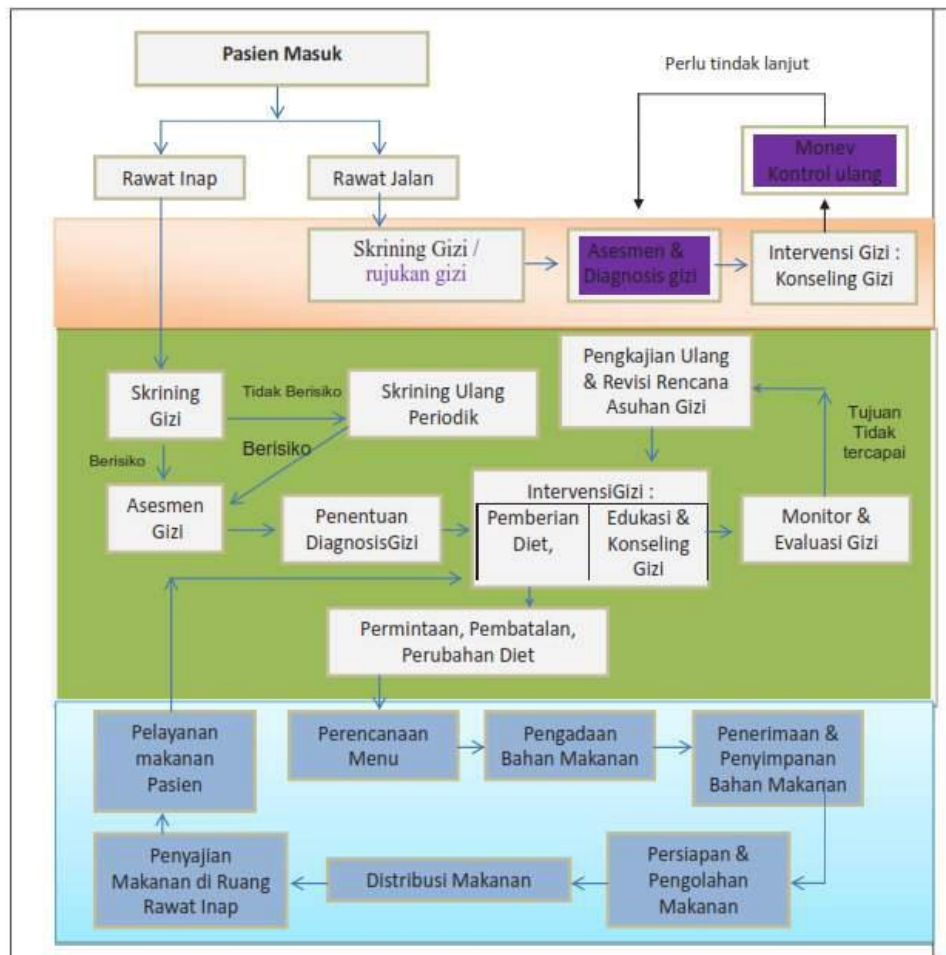 Pasien Masuk
Perlu tindak lanjut
Monev
Kontrol ulang
Rawat Inap
Rawat Jalan
Skrining Gizi /
rujukan gizi
Asesmen &
Diagnosis gizi
Intervensi Gizi :
Konseling Gizi
Pengkajian Ulang
& Revisi Rencana
Asuhan Gizi
Skrining
Gizi
Tidak Berisiko
Skrining Ulang
Periodik
Tujuan
Tidak
tercapai
Berisiko
Berisiko
Asesmen
Gizi
Penentuan
DiagnosisGizi
IntervensiGizi :
Pemberian
Diet,
Edukasi &
Konseling
Gizi
Monitor &
Evaluasi Gizi
Permintaan, Pembatalan,
Perubahan Diet
Pelayanan
makanan
Pasien
Perencanaan
Menu
Pengadaan
Bahan Makanan
Penerimaan &
Penyimpanan
Bahan Makanan
Penyajian
Makanan di Ruang
Rawat Inap
Distribusi Makanan
Persiapan &
Pengolahan
Makanan